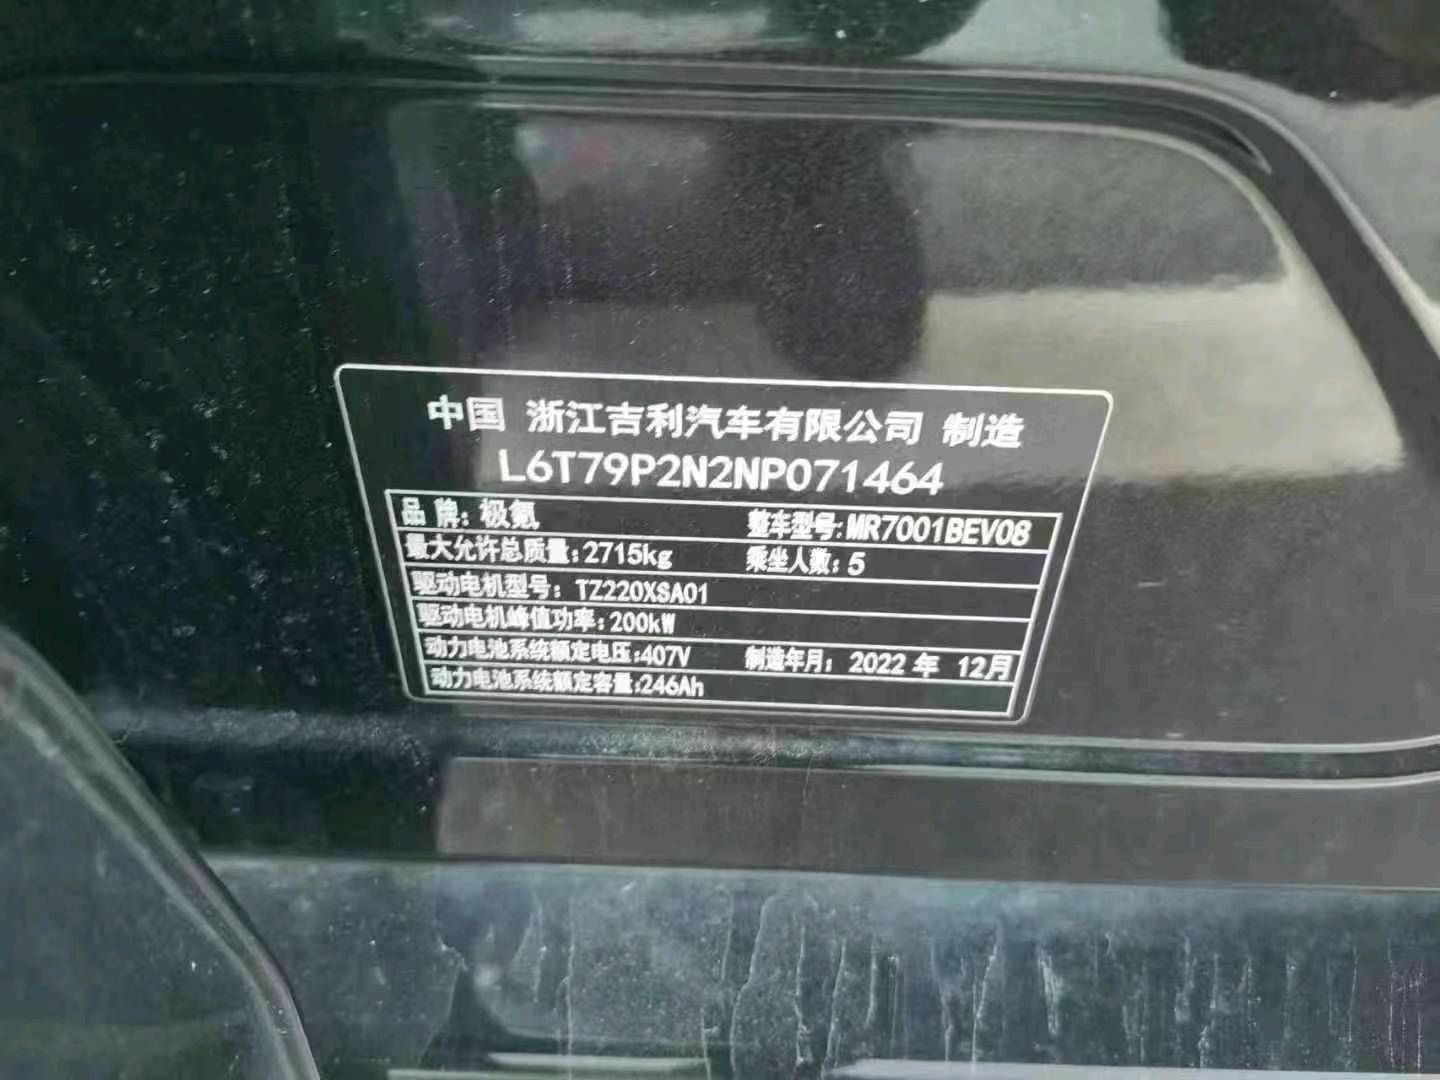 中国 浙江吉利汽车有限公司 制造
L6T79P2N2NP071464
品牌:极氪 整车型号:MR7001BEV08
最大允许总质量:2715kg 乘坐人数:5
驱动电机型号:TZ220XSA01
驱动电机峰值功率:200kW
动力电池系统额定电压:407V 制造年月:2022年 12月
动力电池系统额定容量:246Ah